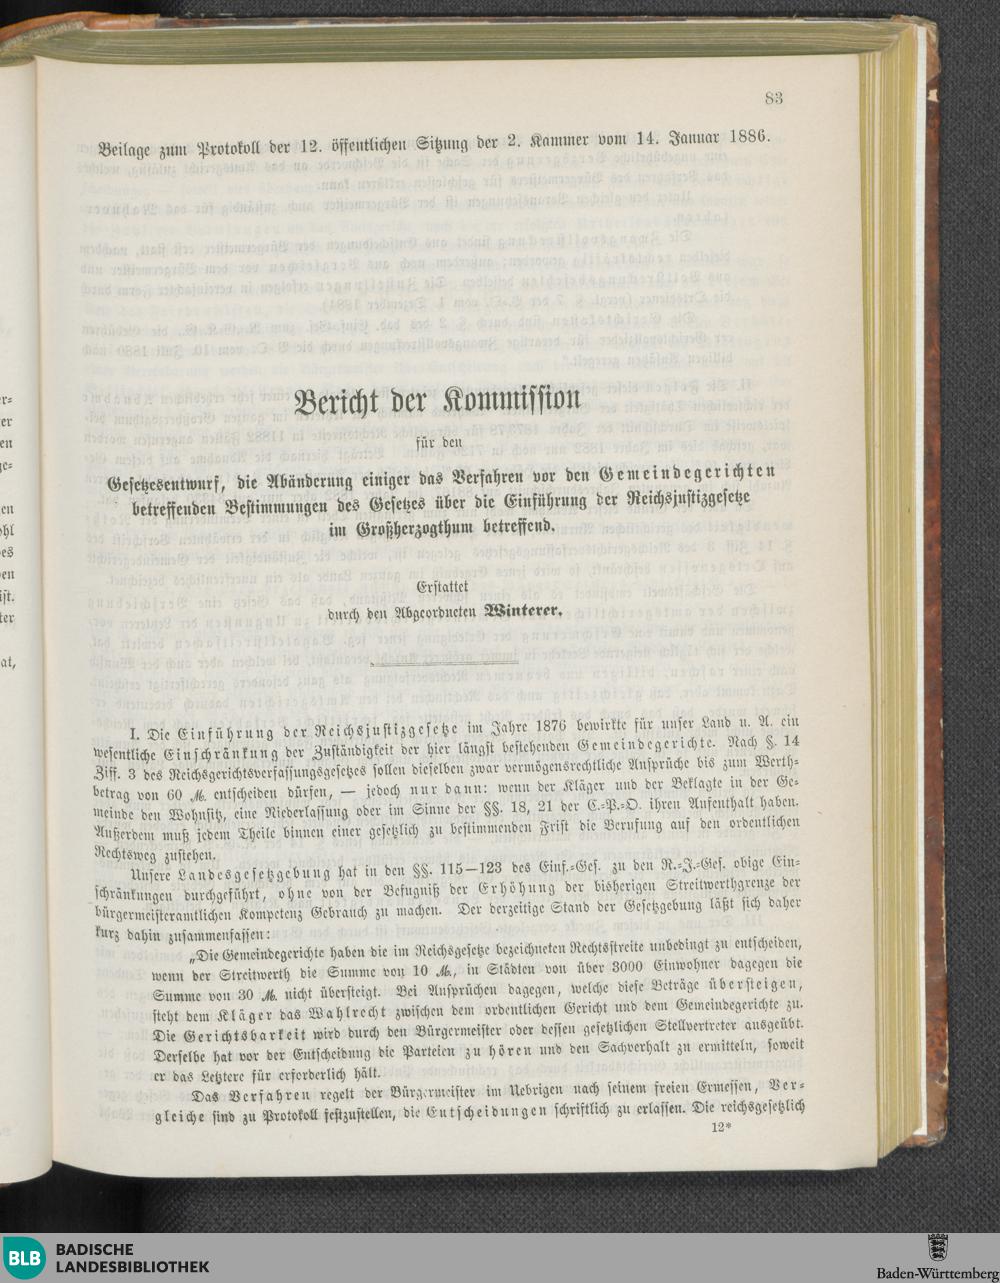 83
Beilage zum Protokoll der 12. öffentlichen Sitzung der 2. Kammer vom 14. Januar 1886.
Bericht der Kommission
für den
Gesetzesentwurf, die Abänderung einiger das Verfahren vor den Gemeindegerichten
betreffenden Bestimmungen des Gesetzes über die Einführung der Reichsjustizgesetze
im Großherzogthum betreffend.
Erstattet
durch den Abgeordneten Winterer.
I. Die Einführung der Reichsjustizgesetze im Jahre 1876 bewirkte für unser Land u. A. ein
wesentliche Einschränkung der Zuständigkeit der hier längst bestehenden Gemeindegerichte. Nach §. 14
Ziff. 3 des Reichsgerichtsverfassungsgesetzes sollen dieselben zwar vermögensrechtliche Ansprüche bis zum Werth-
betrag von 60 M. entscheiden dürfen, — jedoch nur dann: wenn der Kläger und der Beklagte in der Ge-
meinde den Wohnsitz, eine Niederlassung oder im Sinne der §§. 18, 21 der C.-P.-O. ihren Aufenthalt haben.
Außerdem muß jedem Theile binnen einer gesetzlich zu bestimmenden Frist die Berufung auf den ordentlichen
Rechtsweg zustehen.
Unsere Landesgesetzgebung hat in den §§. 115—123 des Einf.-Ges. zu den R.-J.-Ges. obige Ein-
schränkungen durchgeführt, ohne von der Befugniß der Erhöhung der bisherigen Streitwerthgrenze der
bürgermeisteramtlichen Kompetenz Gebrauch zu machen. Der derzeitige Stand der Gesetzgebung läßt sich daher
kurz dahin zusammenfassen:
„Die Gemeindegerichte haben die im Reichsgesetze bezeichneten Rechtsstreite unbedingt zu entscheiden,
wenn der Streitwerth die Summe von 10 M., in Städten von über 3000 Einwohner dagegen die
Summe von 30 M. nicht übersteigt. Bei Ansprüchen dagegen, welche diese Beträge übersteigen,
steht dem Kläger das Wahlrecht zwischen dem ordentlichen Gericht und dem Gemeindegerichte zu.
Die Gerichtsbarkeit wird durch den Bürgermeister oder dessen gesetzlichen Stellvertreter ausgeübt.
Derselbe hat vor der Entscheidung die Parteien zu hören und den Sachverhalt zu ermitteln, soweit
er das Letztere für erforderlich hält.
Das Verfahren regelt der Bürgermeister im Uebrigen nach seinem freien Ermessen, Ver-
gleiche sind zu Protokoll festzustellen, die Entscheidungen schriftlich zu erlassen. Die reichsgesetzlich
12*
BLB
BADISCHE
LANDESBIBLIOTHEK
Baden-Württemberg